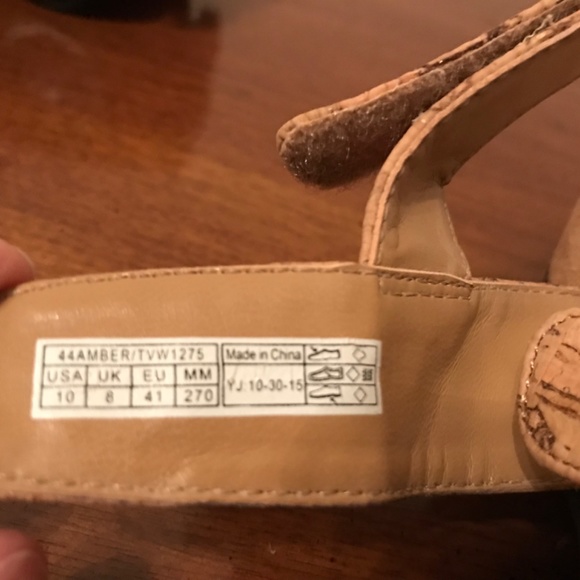 44AMBER/TVW1275
USA UK EU MM
10 8 41 270
Made in China
YJ:10-30-15